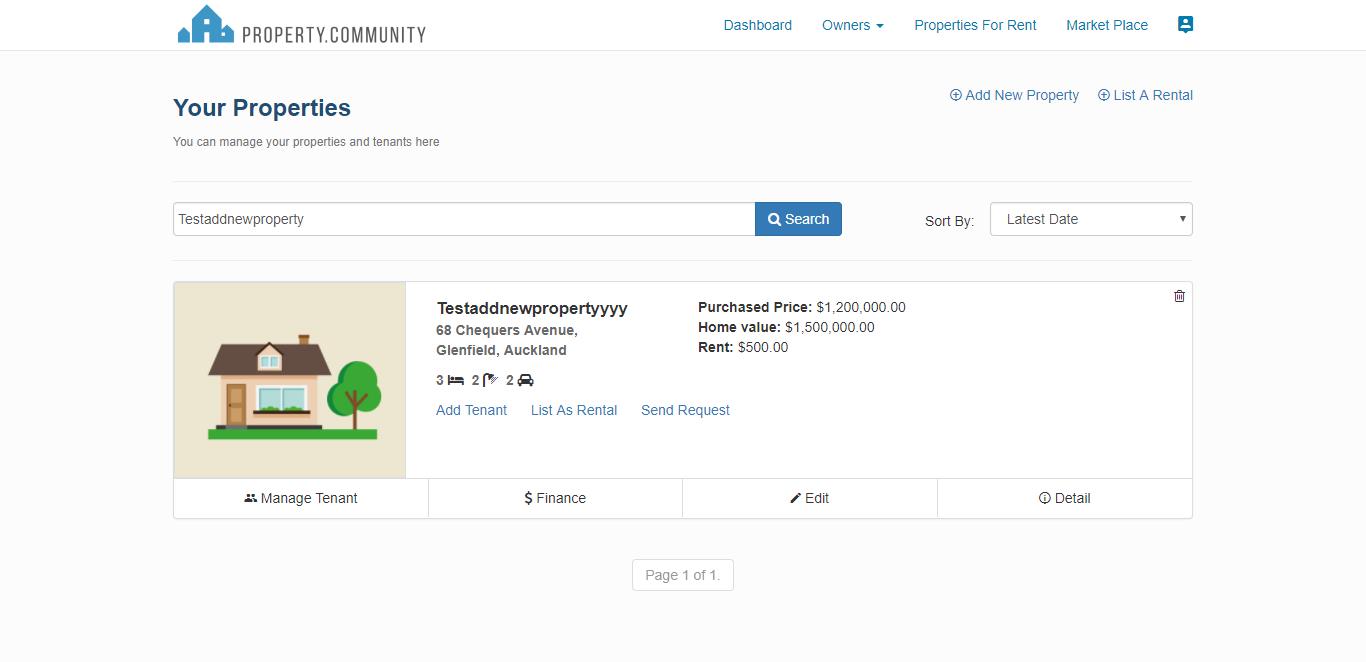 PROPERTY.COMMUNITY
Dashboard Owners Properties For Rent Market Place
Your Properties
Add New Property List A Rental
You can manage your properties and tenants here
Testaddnewproperty Search Sort By: Latest Date
Testaddnewpropertyyyy
68 Chequers Avenue,
Glenfield, Auckland
3 2 2
Add Tenant List As Rental Send Request
Purchased Price: $1,200,000.00
Home value: $1,500,000.00
Rent: $500.00
Manage Tenant $ Finance Edit Detail
Page 1 of 1.